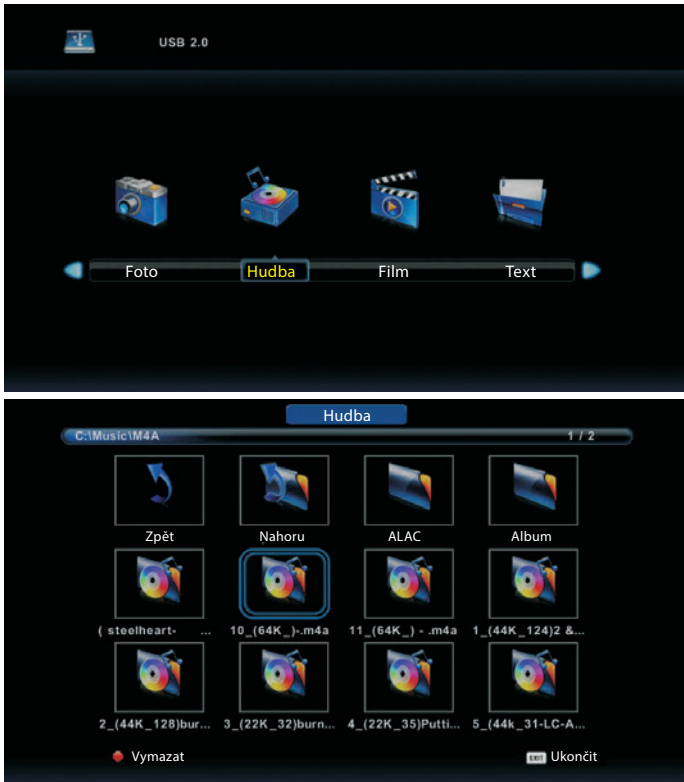 USB 2.0
Foto Hudba Film Text
Hudba
C:\Music\M4A 1 / 2
Zpět Nahoru ALAC Album
( steelheart- ... 10_(64K_)-.m4a 11_(64K_) - .m4a 1_(44K_124)2 &...
2_(44K_128)bur... 3_(22K_32)burn... 4_(22K_35)Putti... 5_(44k_31-LC-A...
Vymazat EXIT Ukončit